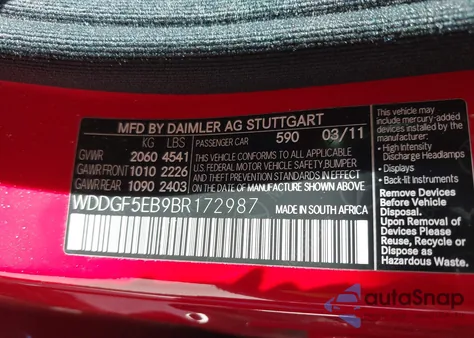 MFD BY DAIMLER AG STUTTGART
KG LBS PASSENGER CAR 590 03/11
GVWR 2060 4541
GAWR FRONT 1010 2226
GAWR REAR 1090 2403
THIS VEHICLE CONFORMS TO ALL APPLICABLE
U.S. FEDERAL MOTOR VEHICLE SAFETY, BUMPER
AND THEFT PREVENTION STANDARDS IN EFFECT
ON THE DATE OF MANUFACTURE SHOWN ABOVE.
WDDGF5EB9BR172987
MADE IN SOUTH AFRICA
This vehicle may
include mercury-added
devices installed by
the manufacturer:
• High Intensity
Discharge Headlamps
• Displays
• Back-lit Instruments
Remove Devices
Before Vehicle
Disposal.
Upon Removal of
Devices Please
Reuse, Recycle or
Dispose as
Hazardous Waste.
autoSnap